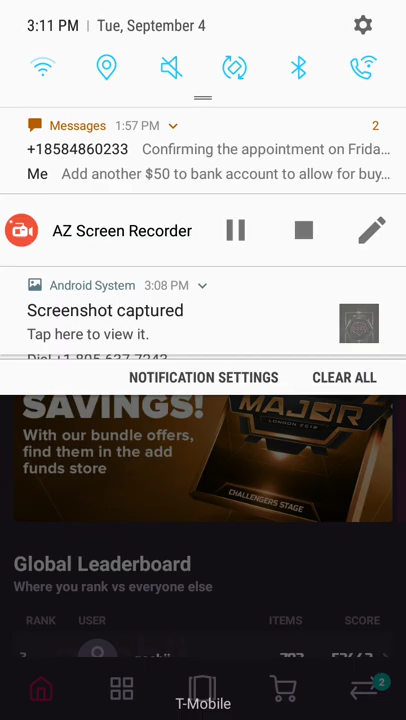 3:11 PM | Tue, September 4
Messages 1:57 PM 2
+18584860233 Confirming the appointment on Frida...
Me Add another $50 to bank account to allow for buy...
AZ Screen Recorder
Android System 3:08 PM
Screenshot captured
Tap here to view it.
NOTIFICATION SETTINGS CLEAR ALL
SAVINGS!
With our bundle offers,
find them in the add
funds store
MAJOR
LONDON 2018
CHALLENGERS STAGE
Global Leaderboard
Where you rank vs everyone else
RANK USER ITEMS SCORE
2
T-Mobile